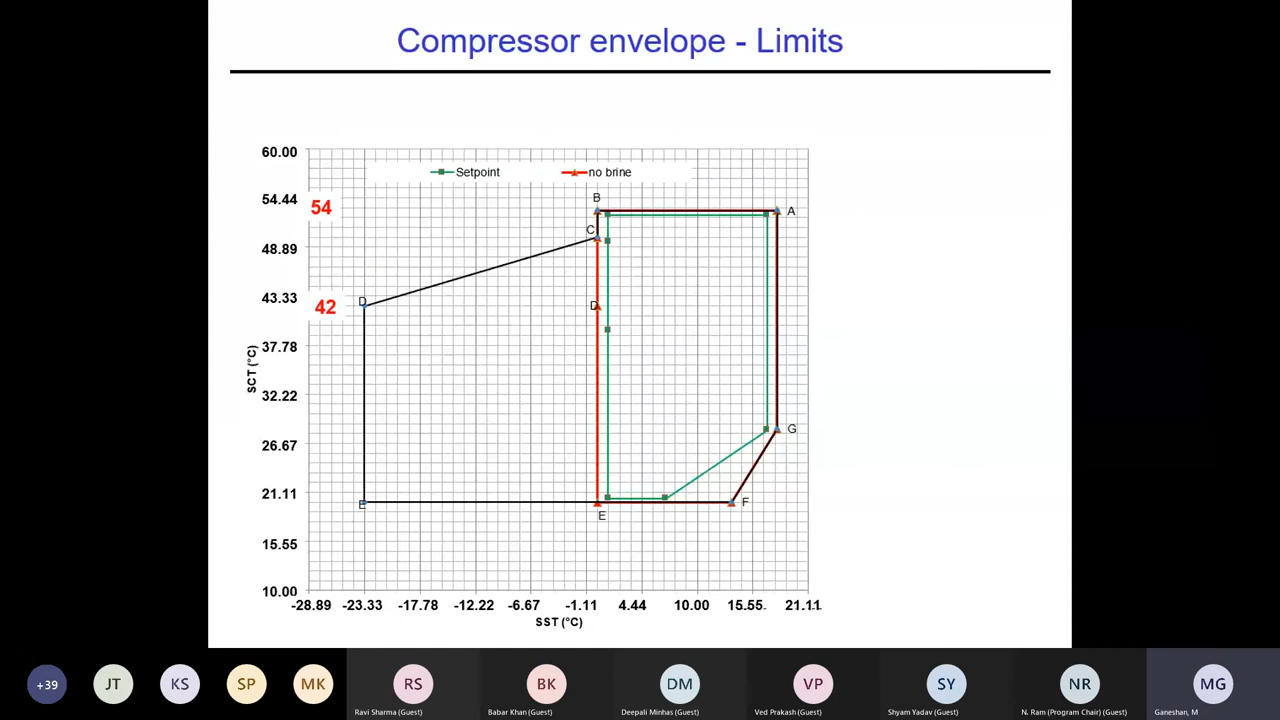 Compressor envelope - Limits
60.00
54.44
54
48.89
43.33
42
37.78
32.22
26.67
21.11
15.55
10.00
SCT (°C)
Setpoint
no brine
B
A
C
D
D
G
E
F
E
-28.89 -23.33 -17.78 -12.22 -6.67 -1.11 4.44 10.00 15.55 21.11
SST (°C)
+39 JT KS SP MK RS BK DM VP SY NR MG
Ravi Sharma (Guest) Babar Khan (Guest) Deepali Minhas (Guest) Ved Prakash (Guest) Shyam Yadav (Guest) N. Ram (Program Chair) (Guest) Ganeshan, M